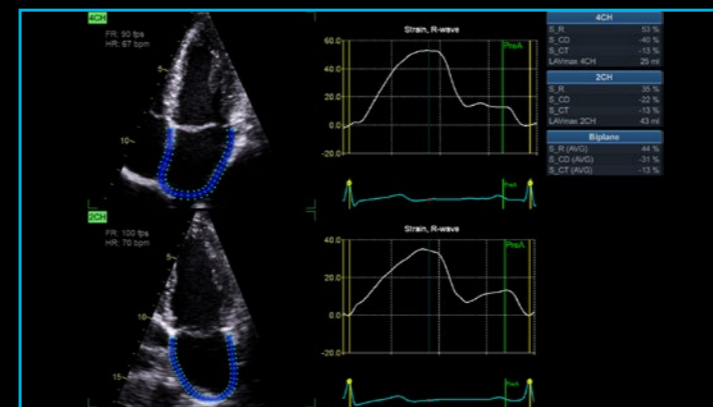 4CH
FR: 90 fps
HR: 67 bpm
5
10
Strain, R-wave
60.0
40.0
20.0
0.0
-20.0
PreA
PreA
4CH
S_R 53 %
S_CD -40 %
S_CT -13 %
LAVmax 4CH 25 ml
2CH
S_R 35 %
S_CD -22 %
S_CT -13 %
LAVmax 2CH 43 ml
Biplane
S_R (AVG) 44 %
S_CD (AVG) -31 %
S_CT (AVG) -13 %
2CH
FR: 100 fps
HR: 70 bpm
5
10
15
Strain, R-wave
40.0
20.0
0.0
-20.0
PreA
PreA